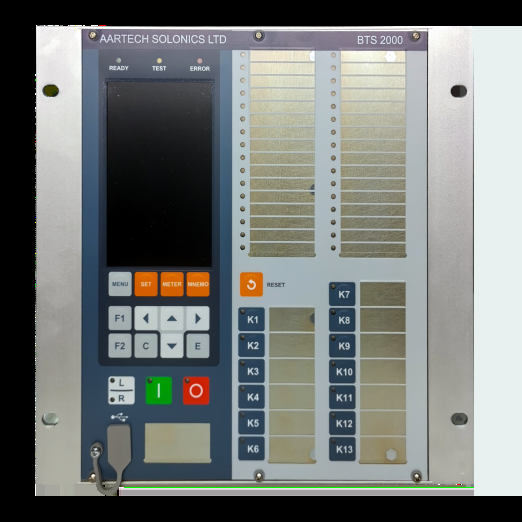 AARTECH SOLONICS LTD BTS 2000
READY TEST ERROR
MENU SET METER MNEMO
F1
F2 C E
L
R
I O
RESET
K1
K2
K3
K4
K5
K6
K7
K8
K9
K10
K11
K12
K13